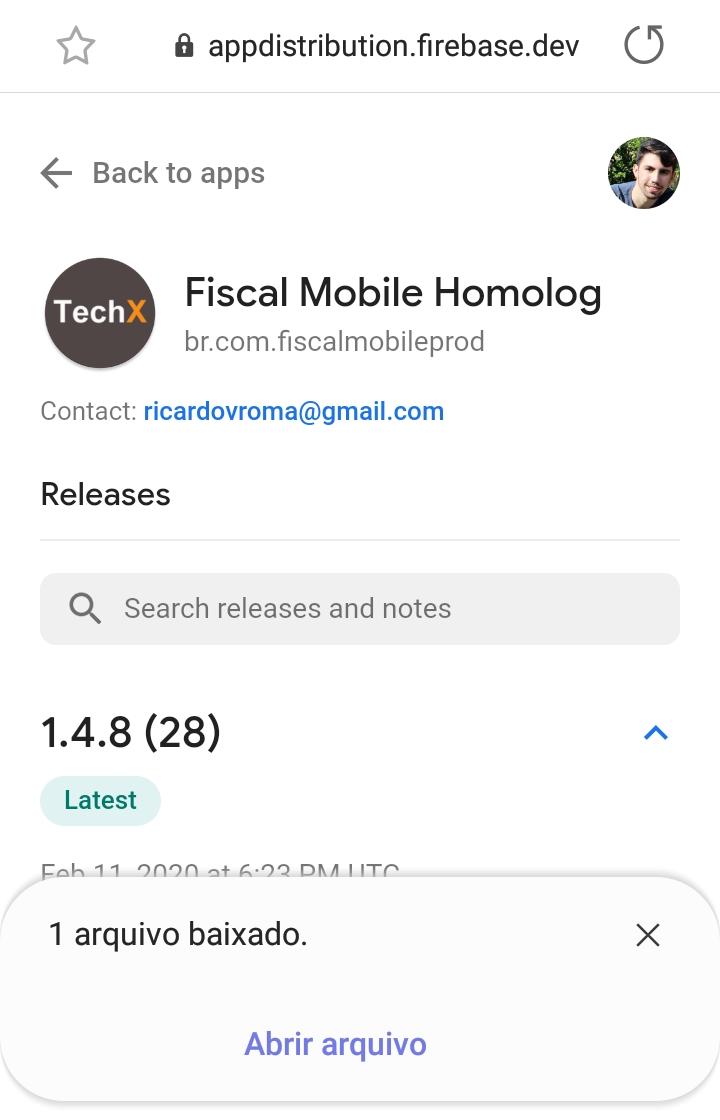 appdistribution.firebase.dev
Back to apps
TechX
Fiscal Mobile Homolog
br.com.fiscalmobileprod
Contact: ricardovroma@gmail.com
Releases
Search releases and notes
1.4.8 (28)
Latest
Feb 11, 2020 at 6:23 PM UTC
1 arquivo baixado.
Abrir arquivo